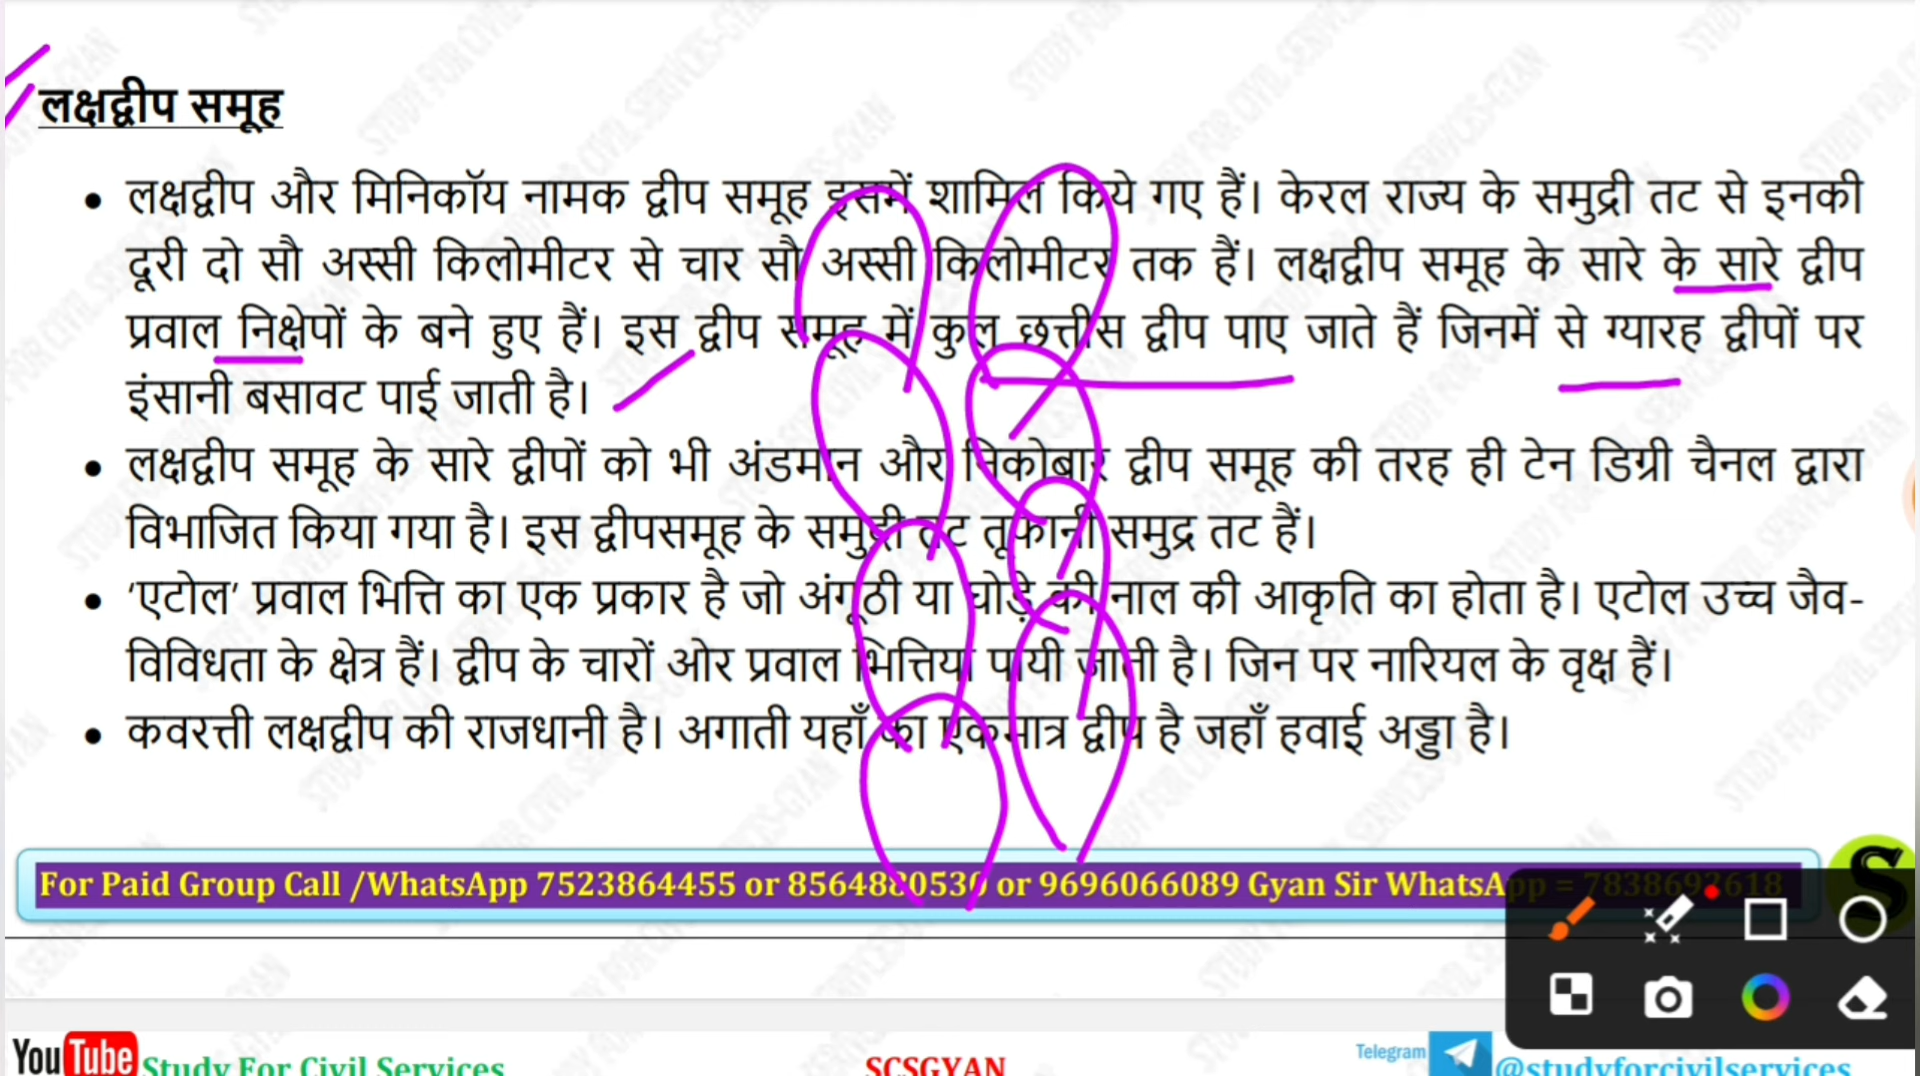 लक्षद्वीप समूह
• लक्षद्वीप और मिनिकॉय नामक द्वीप समूह इसमें शामिल किये गए हैं। केरल राज्य के समुद्री तट से इनकी
दूरी दो सौ अस्सी किलोमीटर से चार सौ अस्सी किलोमीटर तक हैं। लक्षद्वीप समूह के सारे के सारे द्वीप
प्रवाल निक्षेपों के बने हुए हैं। इस द्वीप समूह में कुल छत्तीस द्वीप पाए जाते हैं जिनमें से ग्यारह द्वीपों पर
इंसानी बसावट पाई जाती है।
• लक्षद्वीप समूह के सारे द्वीपों को भी अंडमान और निकोबार द्वीप समूह की तरह ही टेन डिग्री चैनल द्वारा
विभाजित किया गया है। इस द्वीपसमूह के समुद्री तट तूफानी समुद्र तट हैं।
• ‘एटोल’ प्रवाल भित्ति का एक प्रकार है जो अंगूठी या घोड़े की नाल की आकृति का होता है। एटोल उच्च जैव-
विविधता के क्षेत्र हैं। द्वीप के चारों ओर प्रवाल भित्तिया पायी जाती है। जिन पर नारियल के वृक्ष हैं।
• कवरत्ती लक्षद्वीप की राजधानी है। अगाती यहाँ का एकमात्र द्वीप है जहाँ हवाई अड्डा है।
For Paid Group Call /WhatsApp 7523864455 or 8564880530 or 9696066089 Gyan Sir WhatsApp = 7838692618
S
YouTube Study For Civil Services SCSGYAN Telegram @studyforcivilservices